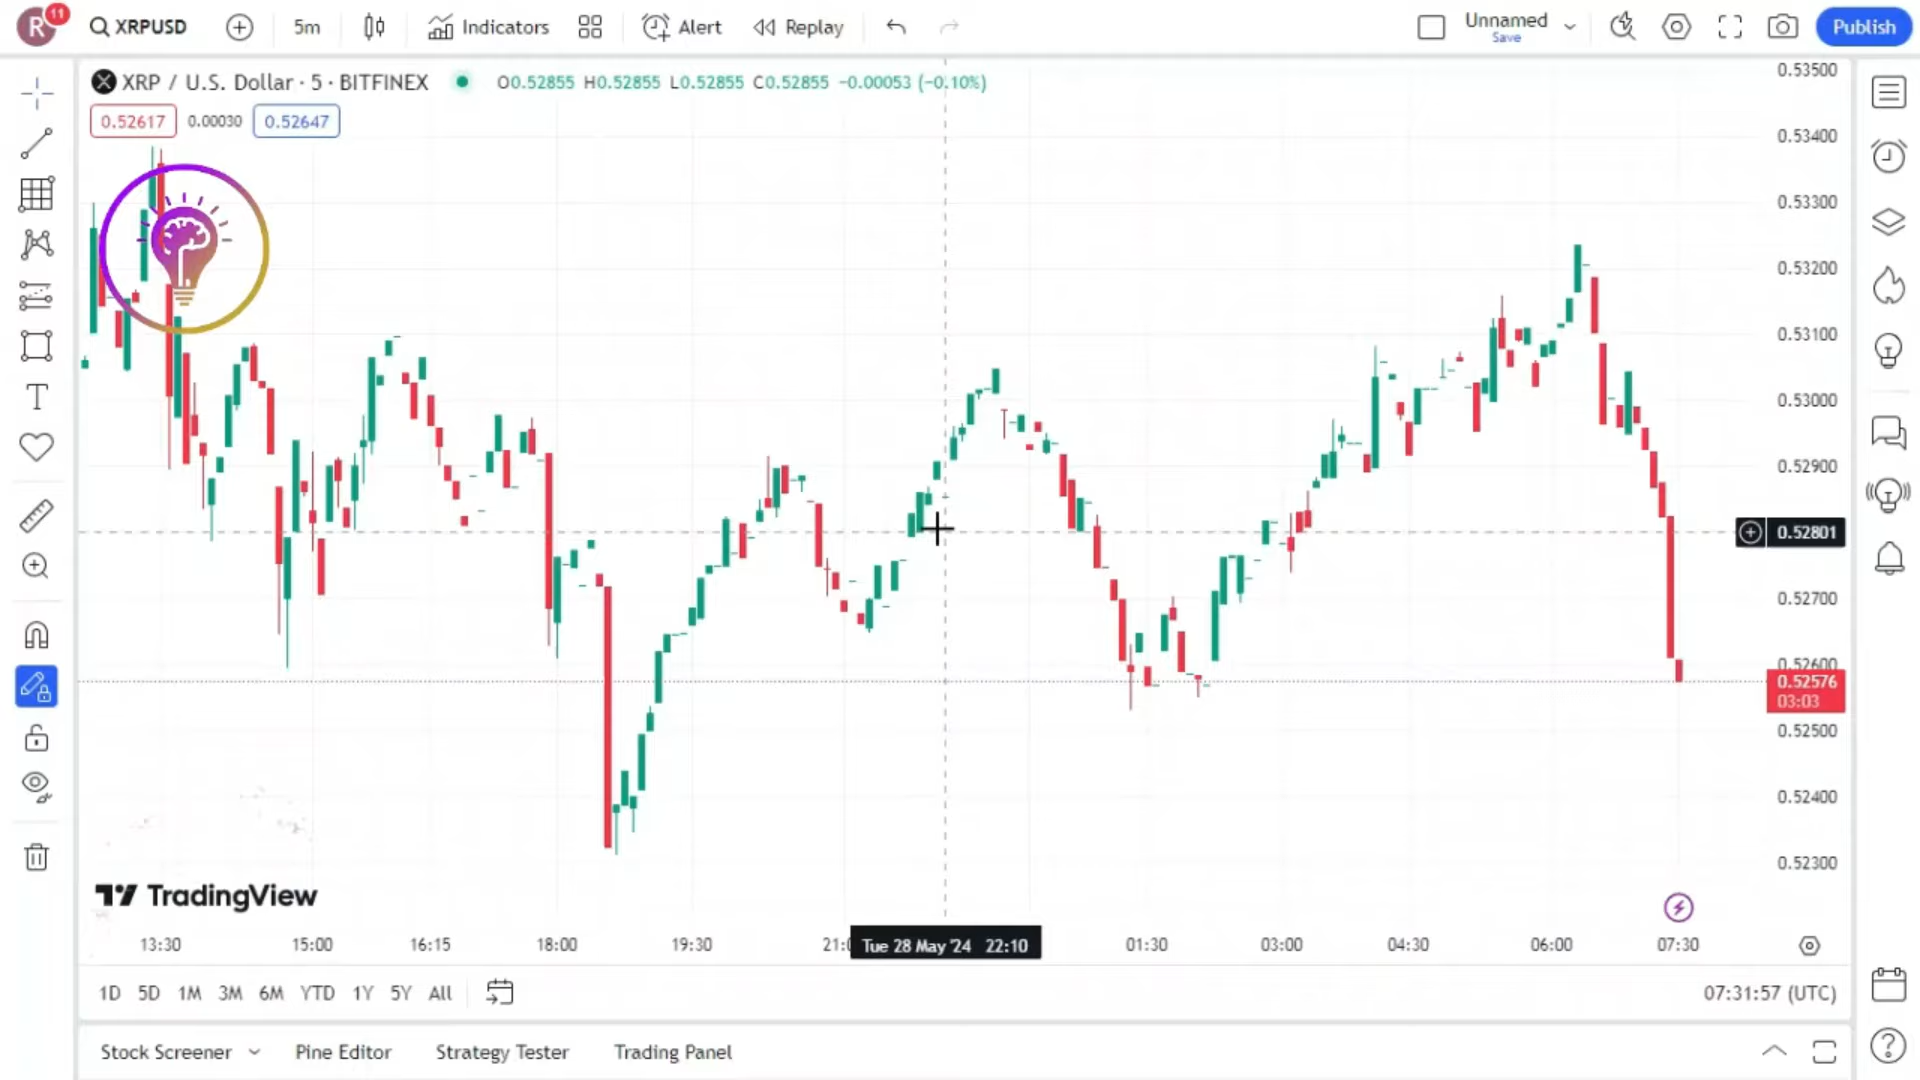 R 11 XRPUSD 5m Indicators Alert Replay Unnamed Save Publish
XRP / U.S. Dollar · 5 · BITFINEX O0.52855 H0.52855 L0.52855 C0.52855 −0.00053 (−0.10%)
0.52617 0.00030 0.52647
0.53500
0.53400
0.53300
0.53200
0.53100
0.53000
0.52900
0.52801
0.52700
0.52600
0.52576
03:03
0.52500
0.52400
0.52300
T
TradingView
13:30 15:00 16:15 18:00 19:30 21:0 Tue 28 May '24 22:10 01:30 03:00 04:30 06:00 07:30
1D 5D 1M 3M 6M YTD 1Y 5Y All 07:31:57 (UTC)
Stock Screener Pine Editor Strategy Tester Trading Panel